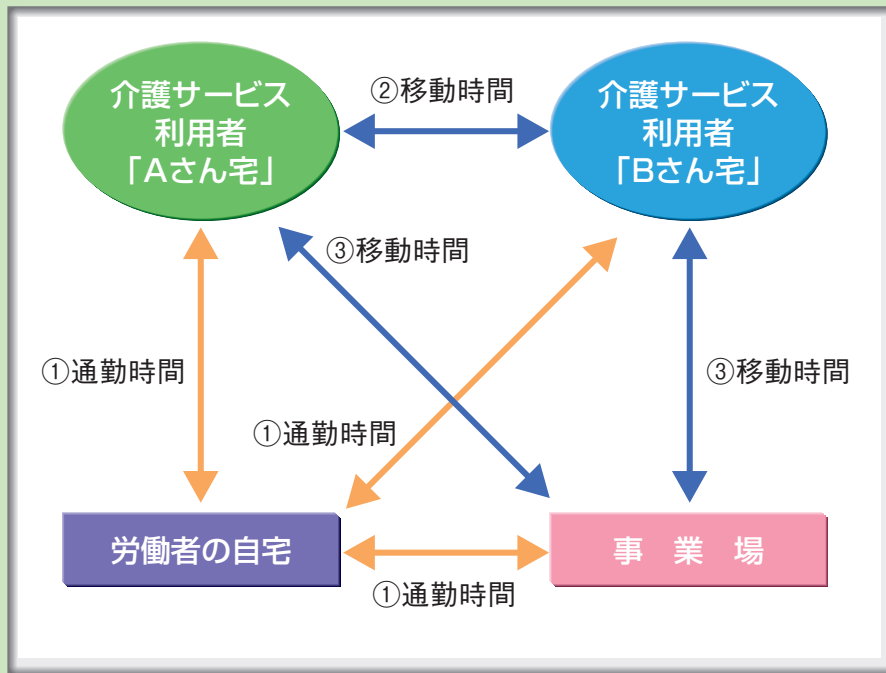 介護サービス
利用者
「Aさん宅」
②移動時間
介護サービス
利用者
「Bさん宅」
③移動時間
①通勤時間
③移動時間
①通勤時間
労働者の自宅
事　業　場
①通勤時間